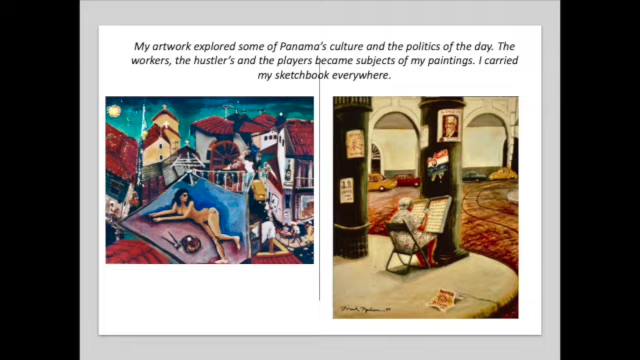 My artwork explored some of Panama's culture and the politics of the day. The
workers, the hustler's and the players became subjects of my paintings. I carried
my sketchbook everywhere.